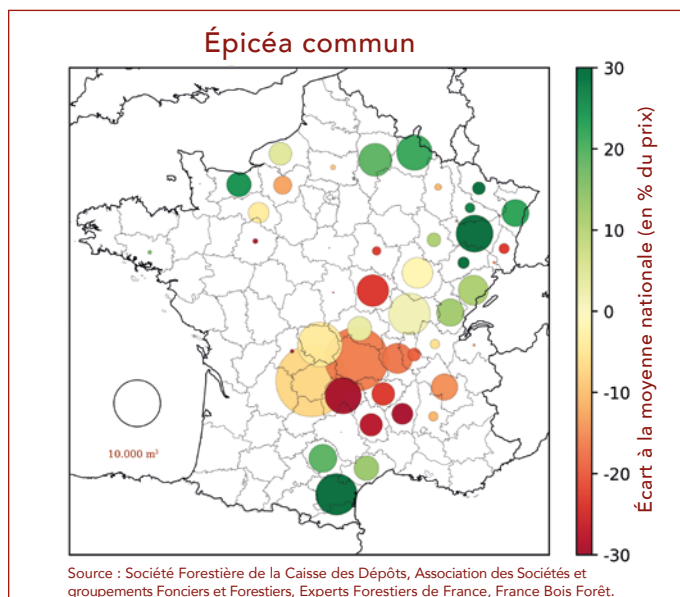 Épicéa commun
30
20
10
0
-10
-20
-30
Écart à la moyenne nationale (en % du prix)
10.000 m³
Source : Société Forestière de la Caisse des Dépôts, Association des Sociétés et
groupements Fonciers et Forestiers, Experts Forestiers de France, France Bois Forêt.